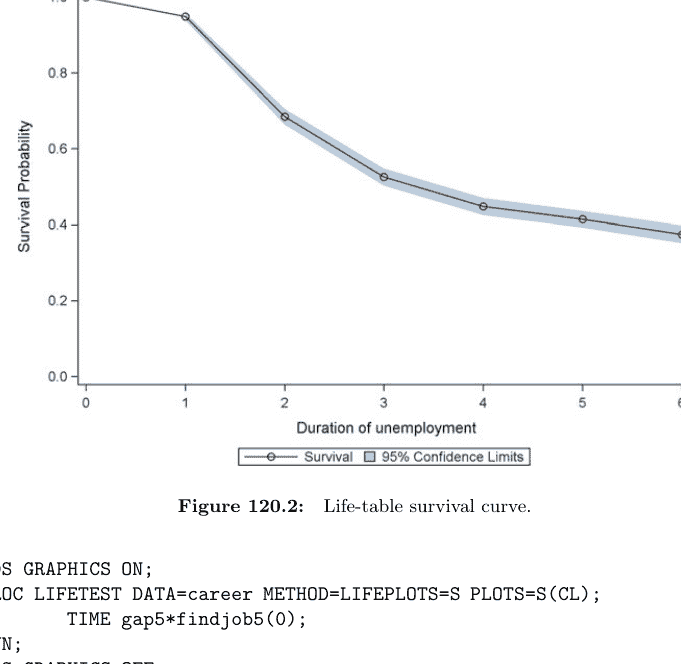 0.8
0.6
0.4
0.2
0.0
Survival Probability
0 1 2 3 4 5 6
Duration of unemployment
Survival 95% Confidence Limits
Figure 120.2: Life-table survival curve.
S GRAPHICS ON;
OC LIFETEST DATA=career METHOD=LIFEPLOTS=S PLOTS=S(CL);
TIME gap5*findjob5(0);
N;